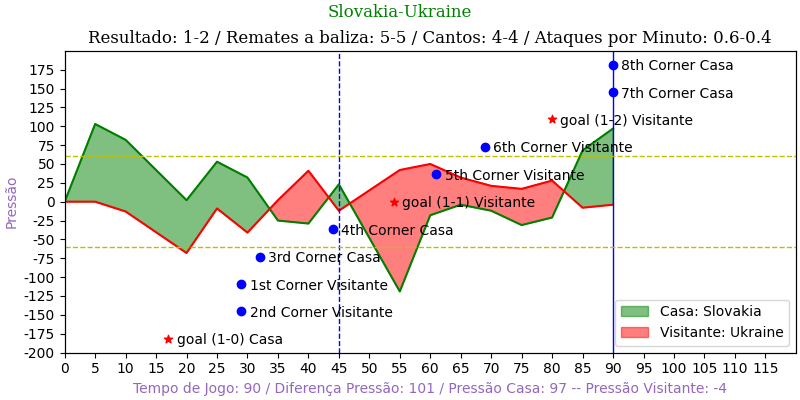 Slovakia-Ukraine
Resultado: 1-2 / Remates a baliza: 5-5 / Cantos: 4-4 / Ataques por Minuto: 0.6-0.4
Pressão
175
150
125
100
75
50
25
0
-25
-50
-75
-100
-125
-150
-175
-200
8th Corner Casa
7th Corner Casa
goal (1-2) Visitante
6th Corner Visitante
5th Corner Visitante
goal (1-1) Visitante
4th Corner Casa
3rd Corner Casa
1st Corner Visitante
2nd Corner Visitante
goal (1-0) Casa
Casa: Slovakia
Visitante: Ukraine
0 5 10 15 20 25 30 35 40 45 50 55 60 65 70 75 80 85 90 95 100 105 110 115
Tempo de Jogo: 90 / Diferença Pressão: 101 / Pressão Casa: 97 -- Pressão Visitante: -4